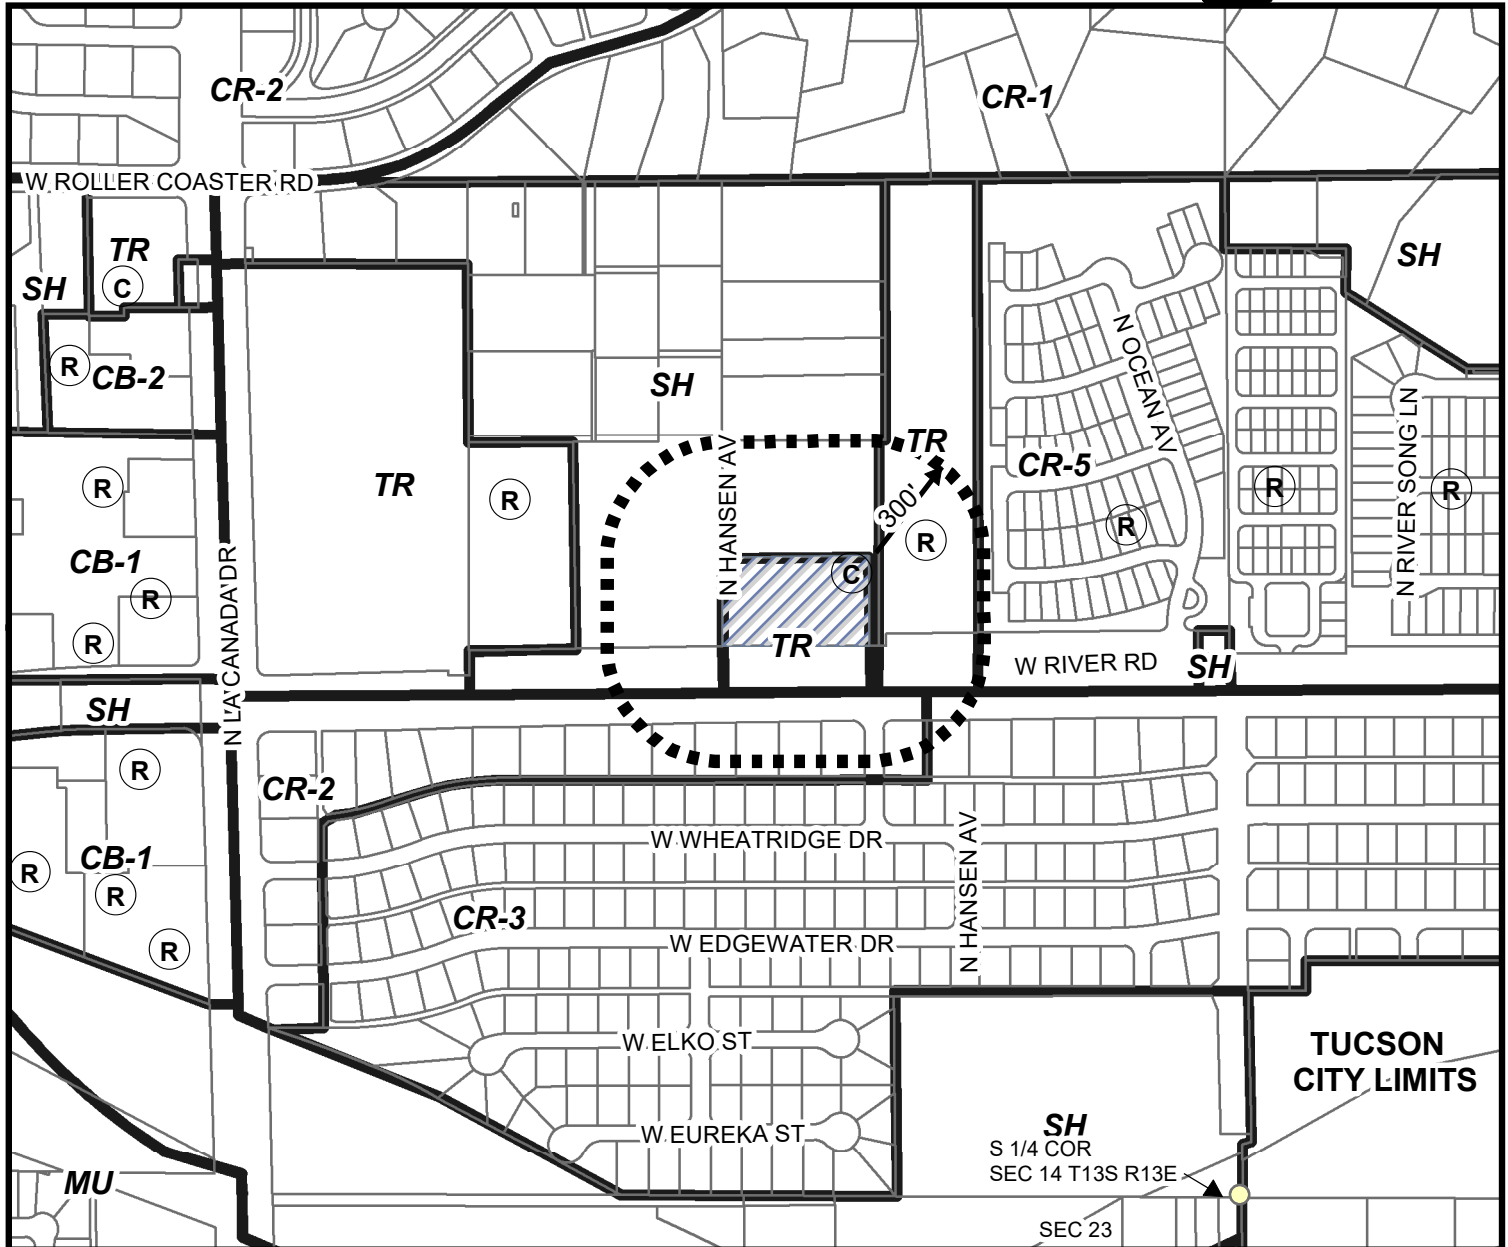 CR-2
CR-1
W ROLLER COASTER RD
TR
C
SH
SH
R
CB-2
SH
N OCEAN AV
N RIVER SONG LN
N HANSEN AV
TR
CR-5
TR
R
R
300'
R
R
R
R
CB-1
R
R
N LA CANADA DR
C
TR
W RIVER RD
SH
SH
R
CR-2
W WHEATRIDGE DR
N HANSEN AV
CB-1
R
R
CR-3
W EDGEWATER DR
R
W ELKO ST
TUCSON
CITY LIMITS
W EUREKA ST
SH
S 1/4 COR
SEC 14 T13S R13E
MU
SEC 23